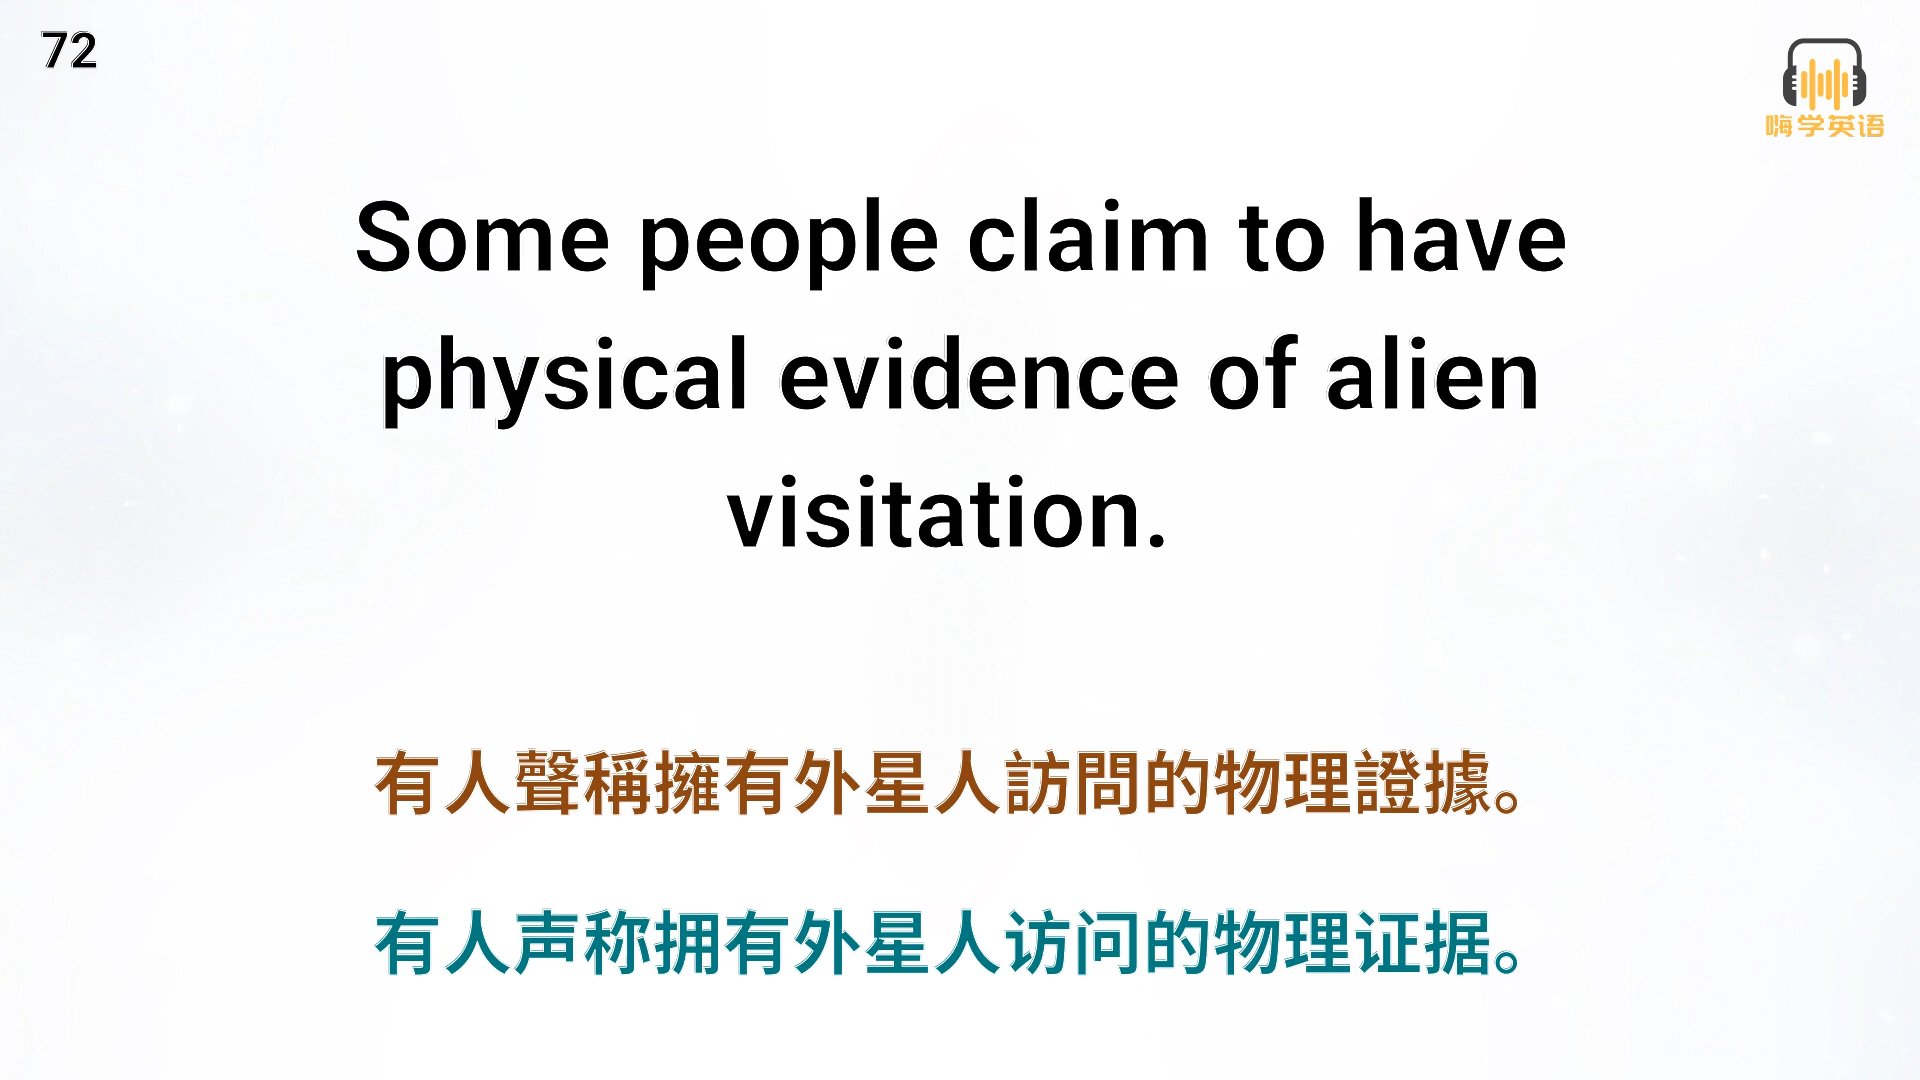 72
嗨学英语
Some people claim to have
physical evidence of alien
visitation.
有人聲稱擁有外星人訪問的物理證據。
有人声称拥有外星人访问的物理证据。